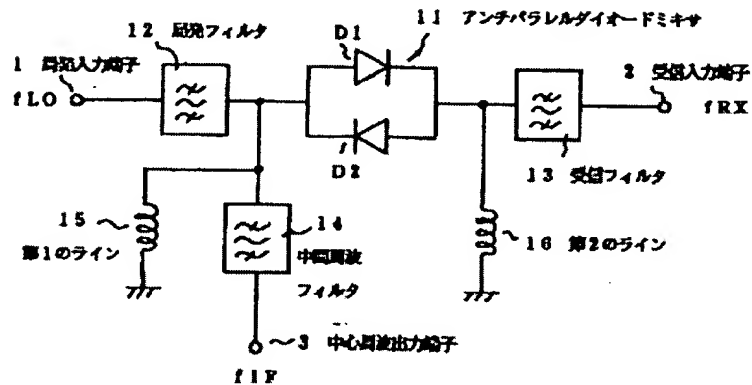 12 局発フィルタ
D1
11 アンチパラレルダイオードミキサ
1 局発入力端子
fLO
2 受信入力端子
fRX
D2
13 受信フィルタ
15
第1のライン
14
中間周波
フィルタ
16 第2のライン
3 中心周波出力端子
fIF